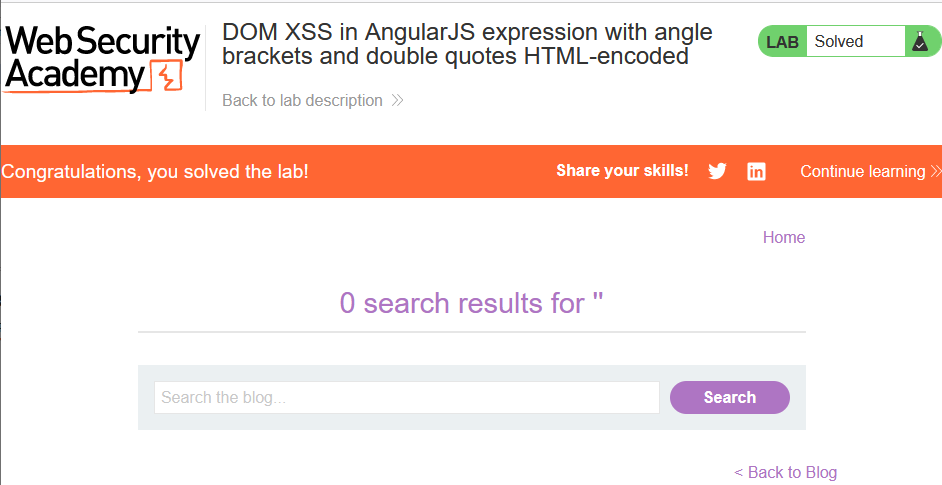 Web Security
Academy
DOM XSS in AngularJS expression with angle
brackets and double quotes HTML-encoded
Back to lab description
LAB Solved
Congratulations, you solved the lab!
Share your skills!
Continue learning
Home
0 search results for ''
Search the blog...
Search
< Back to Blog